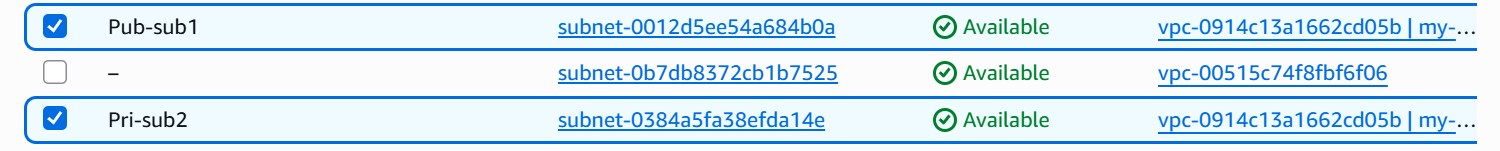 Pub-sub1 subnet-0012d5ee54a684b0a Available vpc-0914c13a1662cd05b | my-...
– subnet-0b7db8372cb1b7525 Available vpc-00515c74f8fbf6f06
Pri-sub2 subnet-0384a5fa38efda14e Available vpc-0914c13a1662cd05b | my-...